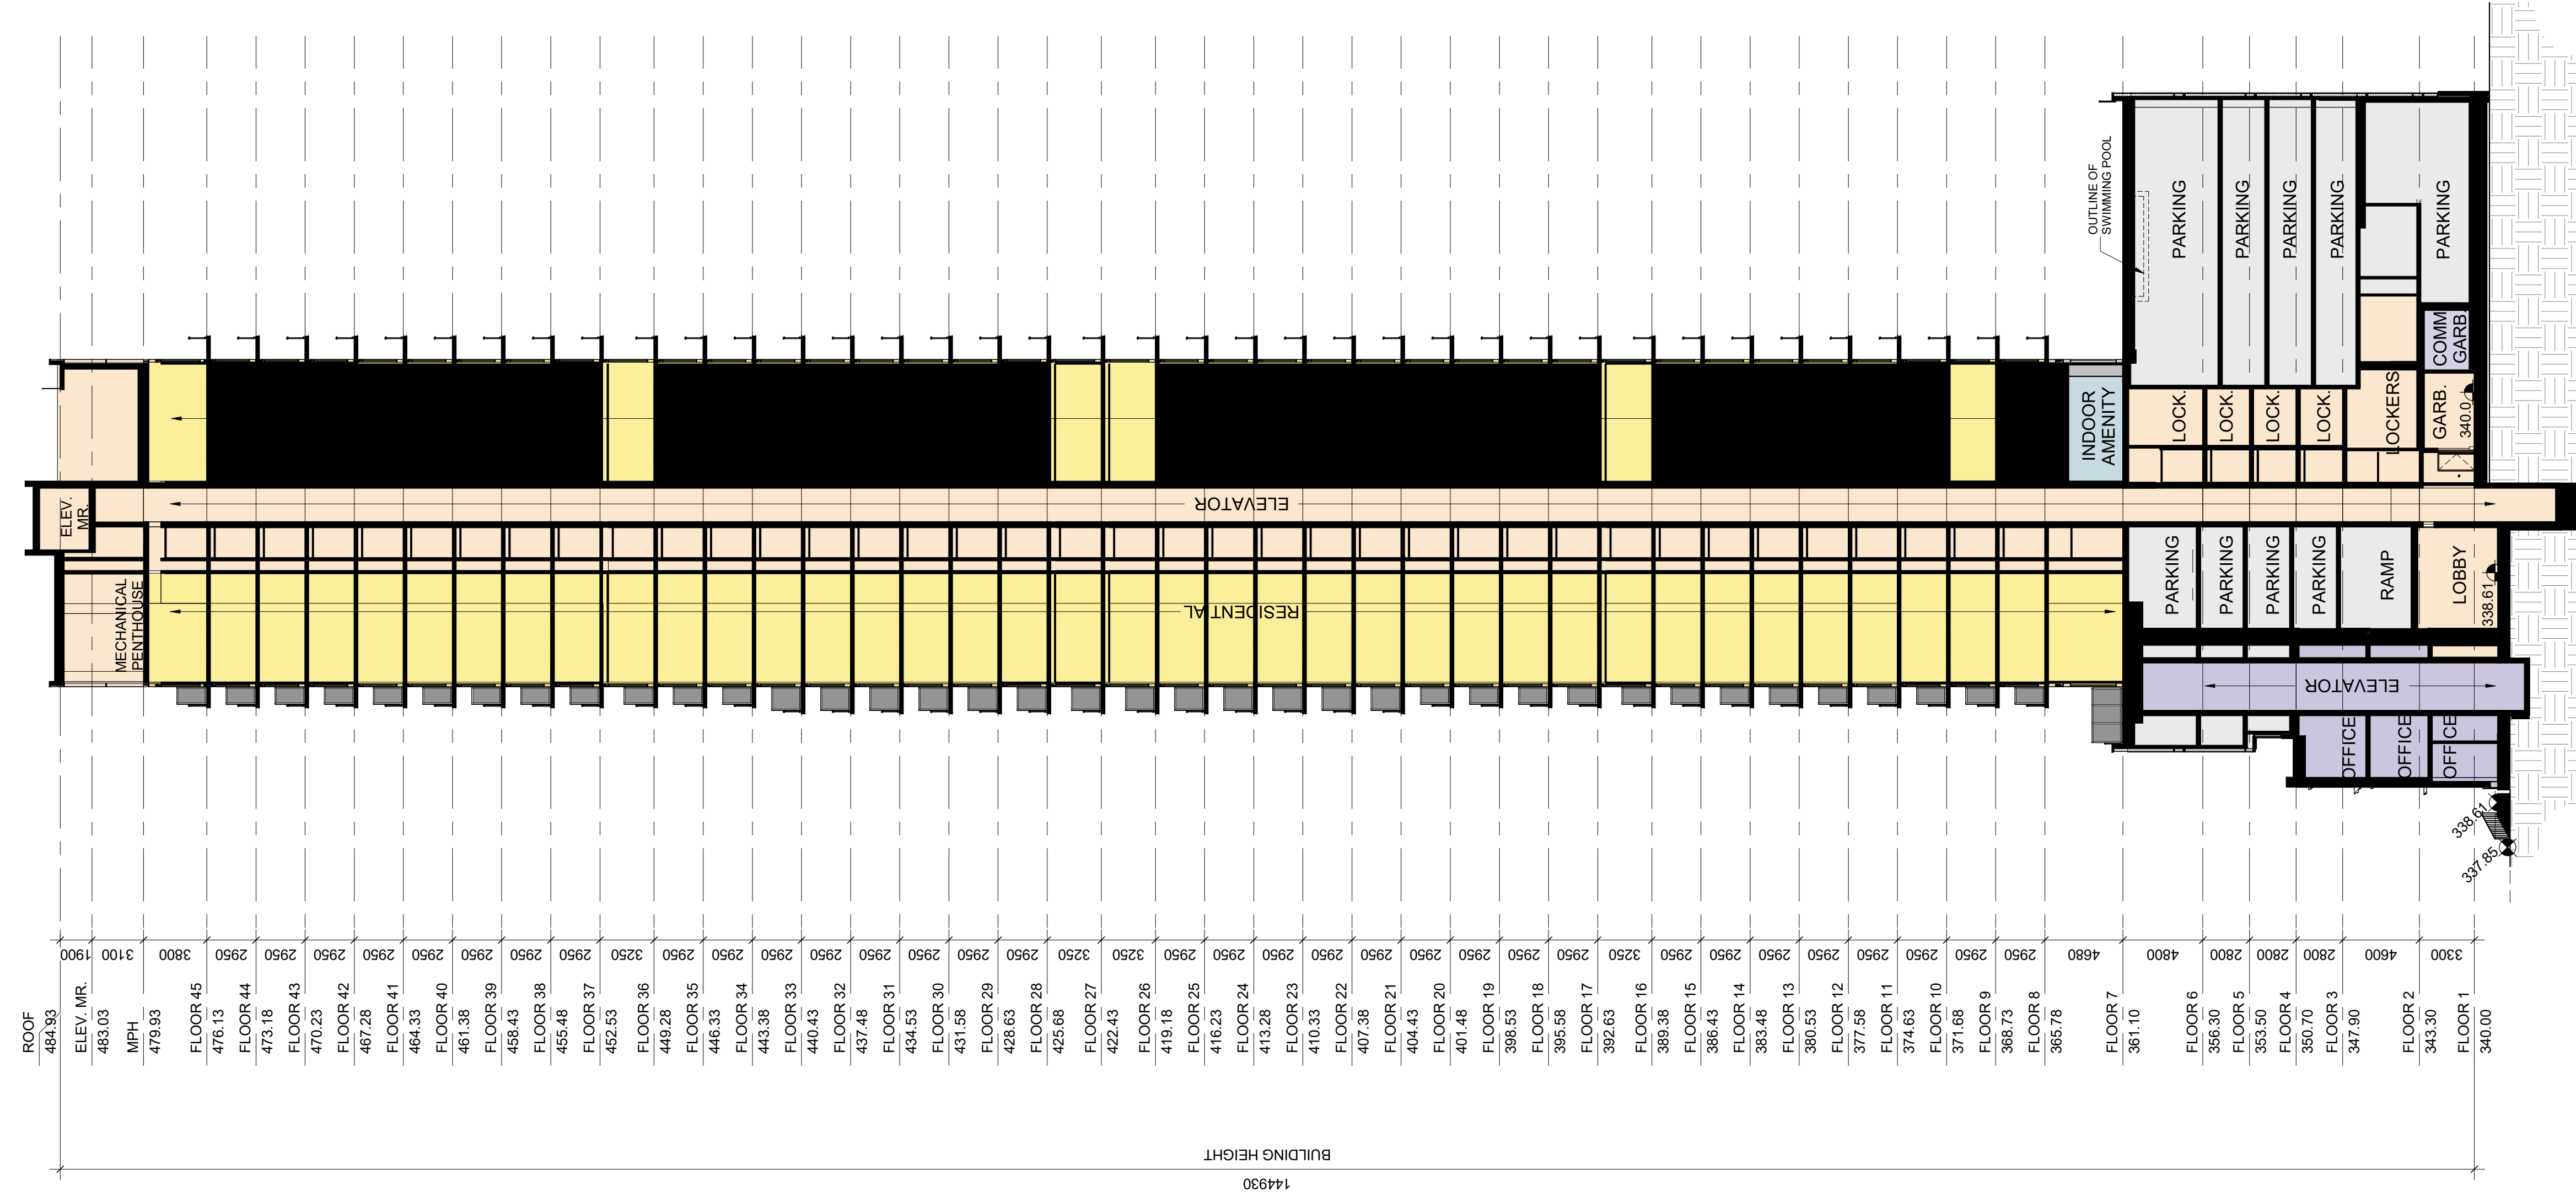 ROOF
484.93
ELEV. MR.
483.03
MPH
479.93
FLOOR 45
476.13
FLOOR 44
473.18
FLOOR 43
470.23
FLOOR 42
467.28
FLOOR 41
464.33
FLOOR 40
461.38
FLOOR 39
458.43
FLOOR 38
455.48
FLOOR 37
452.53
FLOOR 36
449.28
FLOOR 35
446.33
FLOOR 34
443.38
FLOOR 33
440.43
FLOOR 32
437.48
FLOOR 31
434.53
FLOOR 30
431.58
FLOOR 29
428.63
FLOOR 28
425.68
FLOOR 27
422.43
FLOOR 26
419.18
FLOOR 25
416.23
FLOOR 24
413.28
FLOOR 23
410.33
FLOOR 22
407.38
FLOOR 21
404.43
FLOOR 20
401.48
FLOOR 19
398.53
FLOOR 18
395.58
FLOOR 17
392.63
FLOOR 16
389.38
FLOOR 15
386.43
FLOOR 14
383.48
FLOOR 13
380.53
FLOOR 12
377.58
FLOOR 11
374.63
FLOOR 10
371.68
FLOOR 9
368.73
FLOOR 8
365.78
FLOOR 7
361.10
FLOOR 6
356.30
FLOOR 5
353.50
FLOOR 4
350.70
FLOOR 3
347.90
FLOOR 2
343.30
FLOOR 1
340.00
1900
3100
3800
2950
2950
2950
2950
2950
2950
2950
2950
3250
2950
2950
2950
2950
2950
2950
2950
2950
3250
3250
2950
2950
2950
2950
2950
2950
2950
2950
2950
3250
2950
2950
2950
2950
2950
2950
2950
2950
4680
4800
2800
2800
2800
4600
3300
BUILDING HEIGHT
144930
ELEV.
MR.
MECHANICAL
PENTHOUSE
ELEVATOR
RESIDENTIAL
INDOOR
AMENITY
OUTLINE OF
SWIMMING POOL
PARKING
PARKING
PARKING
PARKING
PARKING
LOCK.
LOCK.
LOCK.
LOCK.
LOCKERS
COMM
GARB.
GARB.
340.0
PARKING
PARKING
PARKING
PARKING
RAMP
LOBBY
338.61
ELEVATOR
OFFICE
OFFICE
OFFICE
338.61
337.85